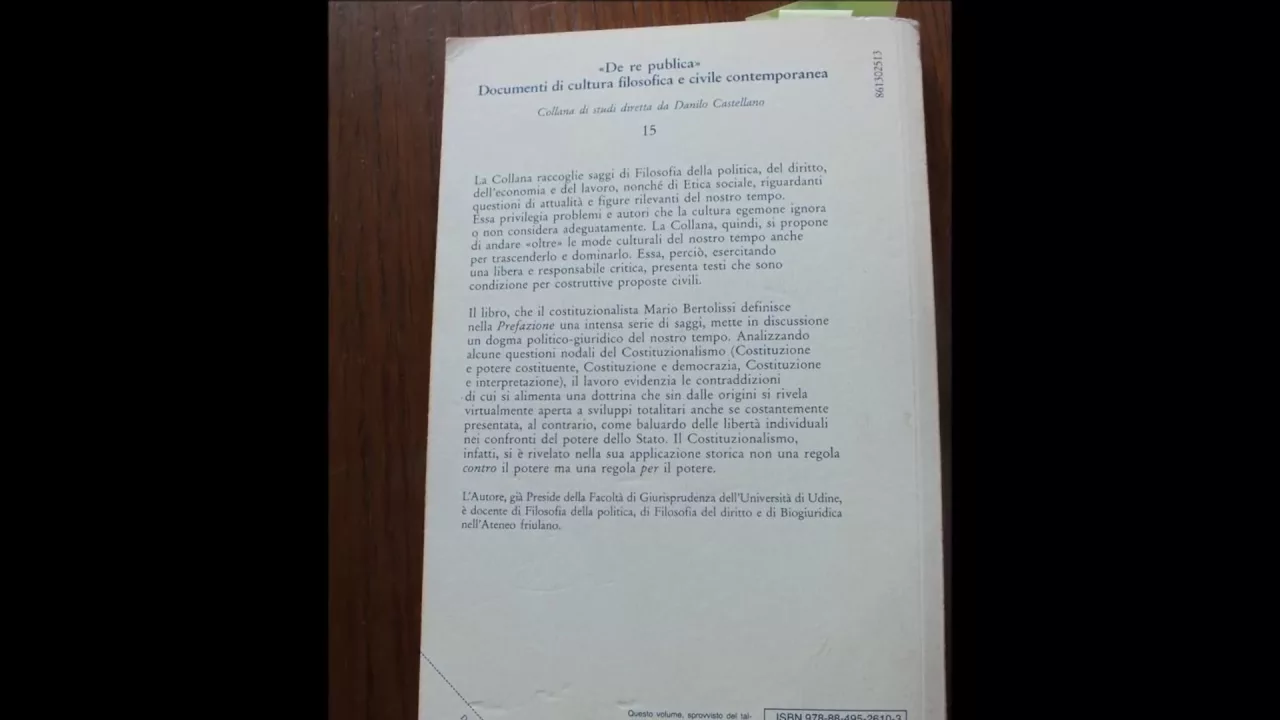 «De re publica»
Documenti di cultura filosofica e civile contemporanea
Collana di studi diretta da Danilo Castellano
15
861302513
La Collana raccoglie saggi di Filosofia della politica, del diritto,
dell'economia e del lavoro, nonché di Etica sociale, riguardanti
questioni di attualità e figure rilevanti del nostro tempo.
Essa privilegia problemi e autori che la cultura egemone ignora
o non considera adeguatamente. La Collana, quindi, si propone
di andare «oltre» le mode culturali del nostro tempo anche
per trascenderlo e dominarlo. Essa, perciò, esercitando
una libera e responsabile critica, presenta testi che sono
condizione per costruttive proposte civili.
Il libro, che il costituzionalista Mario Bertolissi definisce
nella Prefazione una intensa serie di saggi, mette in discussione
un dogma politico-giuridico del nostro tempo. Analizzando
alcune questioni nodali del Costituzionalismo (Costituzione
e potere costituente, Costituzione e democrazia, Costituzione
e interpretazione), il lavoro evidenzia le contraddizioni
di cui si alimenta una dottrina che sin dalle origini si rivela
virtualmente aperta a sviluppi totalitari anche se costantemente
presentata, al contrario, come baluardo delle libertà individuali
nei confronti del potere dello Stato. Il Costituzionalismo,
infatti, si è rivelato nella sua applicazione storica non una regola
contro il potere ma una regola per il potere.
L'Autore, già Preside della Facoltà di Giurisprudenza dell'Università di Udine,
è docente di Filosofia della politica, di Filosofia del diritto e di Biogiuridica
nell'Ateneo friulano.
Questo volume, sprovvisto del tal-
ISBN 978-88-495-2610-3